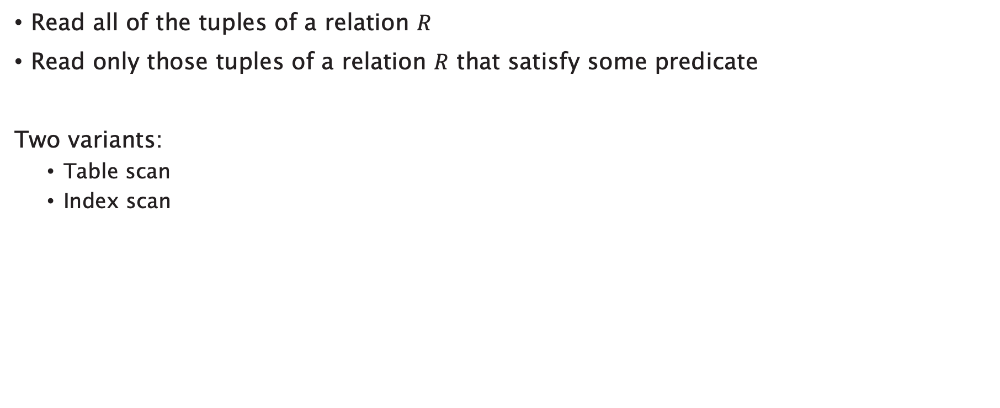 • Read all of the tuples of a relation R
• Read only those tuples of a relation R that satisfy some predicate
Two variants:
• Table scan
• Index scan